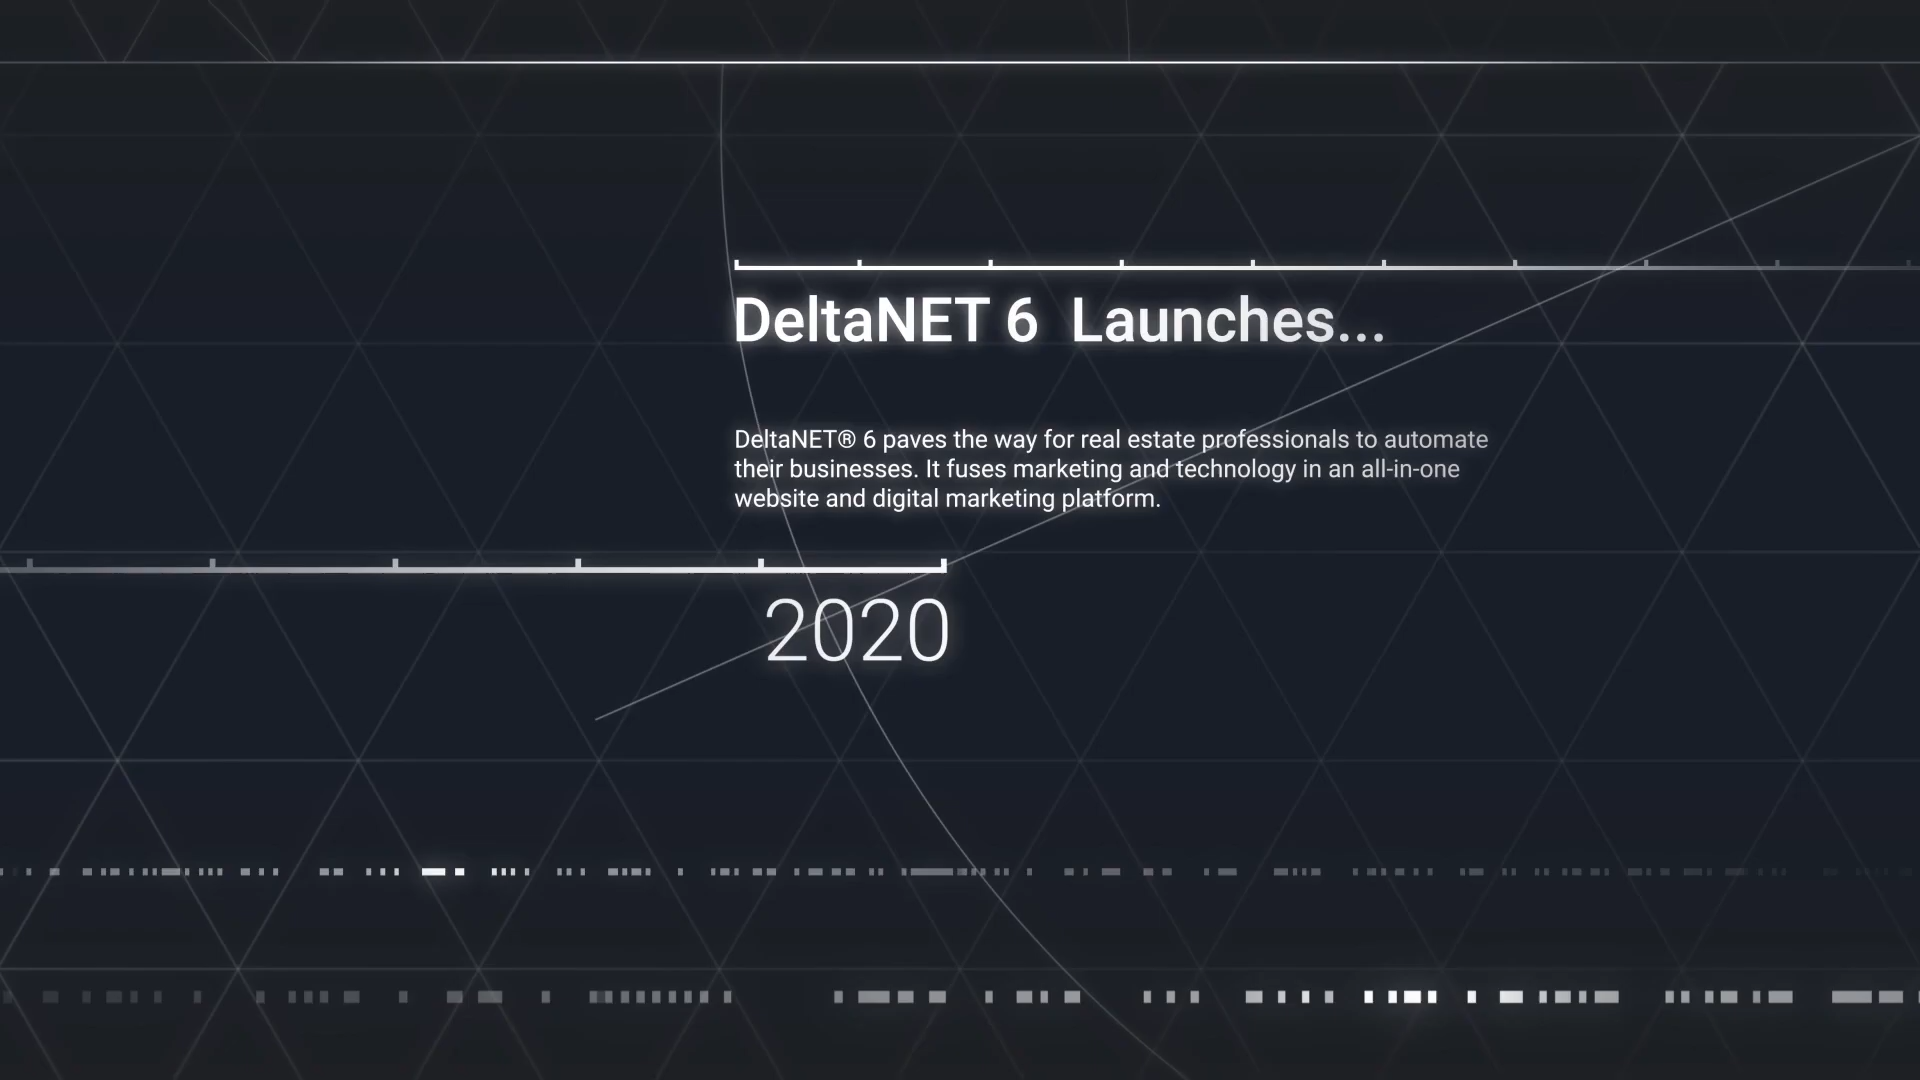 DeltaNET 6 Launches...
DeltaNET® 6 paves the way for real estate professionals to automate
their businesses. It fuses marketing and technology in an all-in-one
website and digital marketing platform.
2020